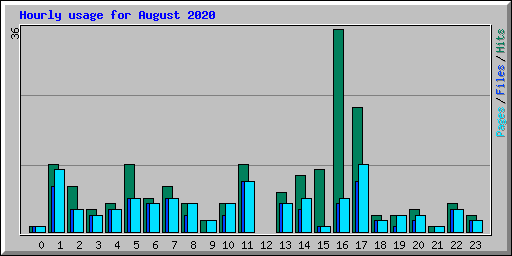 Hourly usage for August 2020
36
Pages/Files/Hits
0 1 2 3 4 5 6 7 8 9 10 11 12 13 14 15 16 17 18 19 20 21 22 23